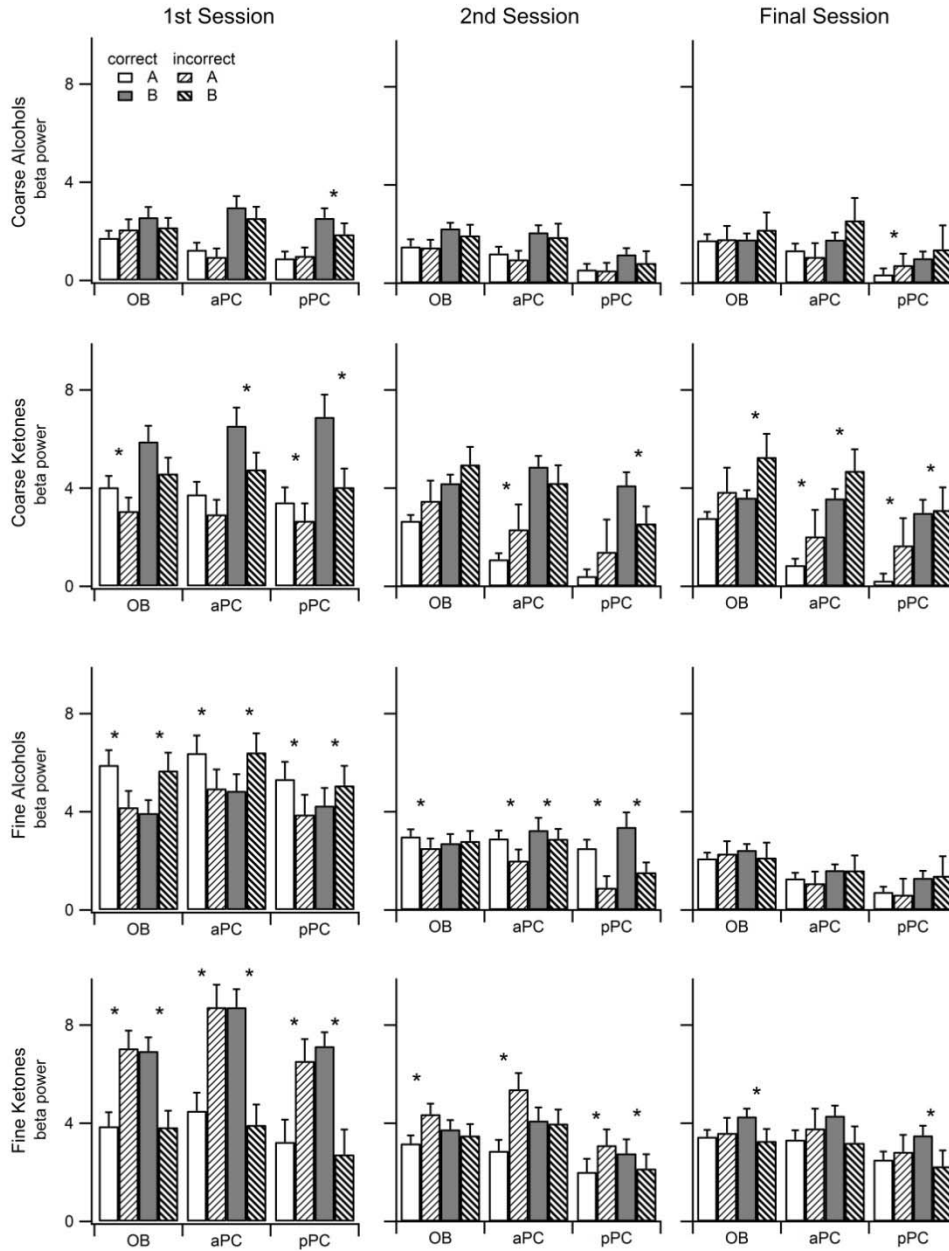 1st Session 2nd Session Final Session
correct incorrect
A A
B B
Coarse Alcohols
beta power
8
4
0
*
*
OB aPC pPC OB aPC pPC OB aPC pPC
Coarse Ketones
beta power
8
4
0
* * * *
* * * * * *
* *
OB aPC pPC OB aPC pPC OB aPC pPC
Fine Alcohols
beta power
8
4
0
* * * * * *
* * * * *
OB aPC pPC OB aPC pPC OB aPC pPC
Fine Ketones
beta power
8
4
0
* * * * * *
* * * *
* *
OB aPC pPC OB aPC pPC OB aPC pPC